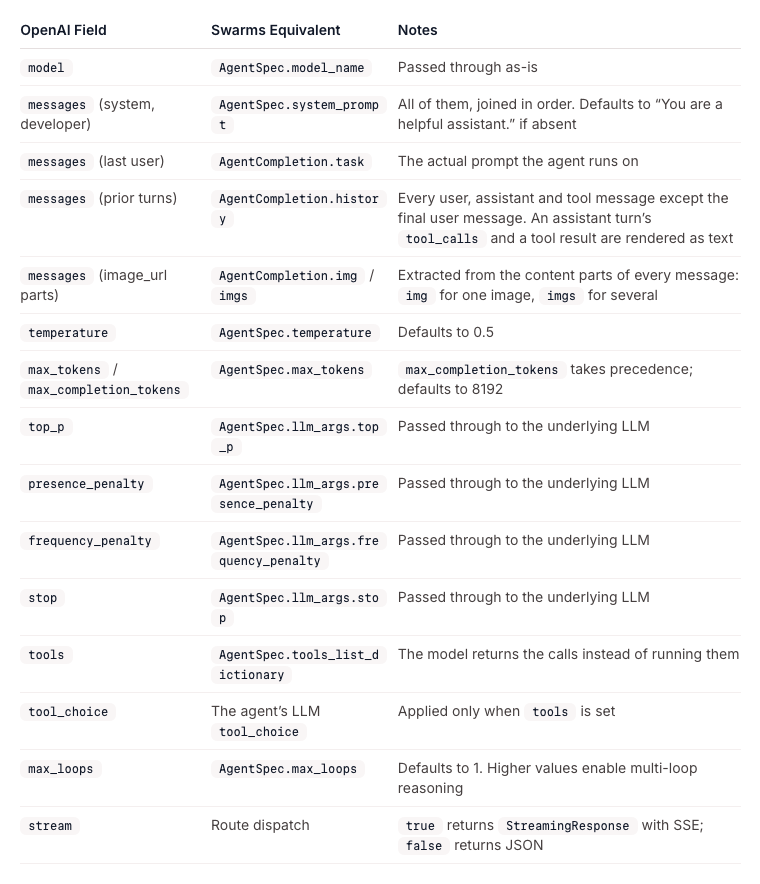 OpenAI Field Swarms Equivalent Notes
model AgentSpec.model_name Passed through as-is
messages (system, AgentSpec.system_promp All of them, joined in order. Defaults to “You are a
developer) t helpful assistant.” if absent
messages (last user) AgentCompletion.task The actual prompt the agent runs on
messages (prior turns) AgentCompletion.histor Every user, assistant and tool message except the
y final user message. An assistant turn’s
tool_calls and a tool result are rendered as text
messages (image_url AgentCompletion.img / Extracted from the content parts of every message:
parts) imgs img for one image, imgs for several
temperature AgentSpec.temperature Defaults to 0.5
max_tokens / AgentSpec.max_tokens max_completion_tokens takes precedence;
max_completion_tokens defaults to 8192
top_p AgentSpec.llm_args.top Passed through to the underlying LLM
_p
presence_penalty AgentSpec.llm_args.pre Passed through to the underlying LLM
sence_penalty
frequency_penalty AgentSpec.llm_args.fre Passed through to the underlying LLM
quency_penalty
stop AgentSpec.llm_args.sto Passed through to the underlying LLM
p
tools AgentSpec.tools_list_d The model returns the calls instead of running them
ictionary
tool_choice The agent’s LLM Applied only when tools is set
tool_choice
max_loops AgentSpec.max_loops Defaults to 1. Higher values enable multi-loop
reasoning
stream Route dispatch true returns StreamingResponse with SSE;
false returns JSON